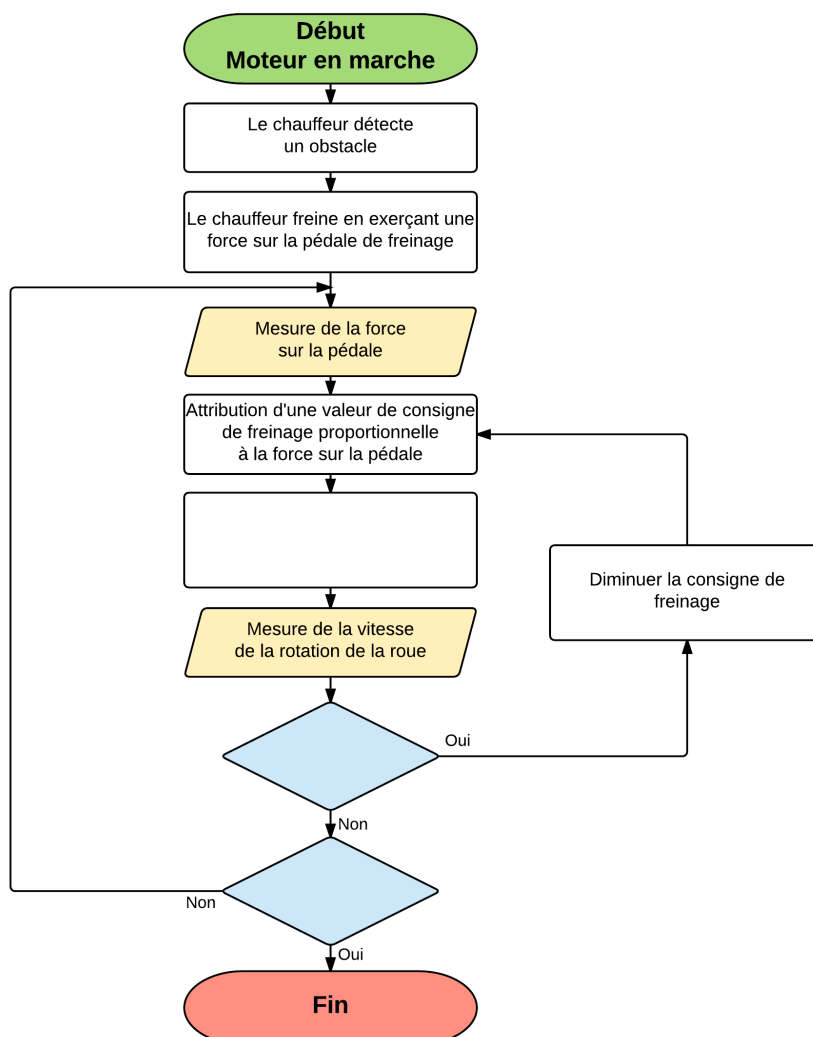 Début
Moteur en marche
Le chauffeur détecte
un obstacle
Le chauffeur freine en exerçant une
force sur la pédale de freinage
Mesure de la force
sur la pédale
Attribution d'une valeur de consigne
de freinage proportionnelle
à la force sur la pédale
Diminuer la consigne de
freinage
Mesure de la vitesse
de la rotation de la roue
Oui
Non
Non
Oui
Fin